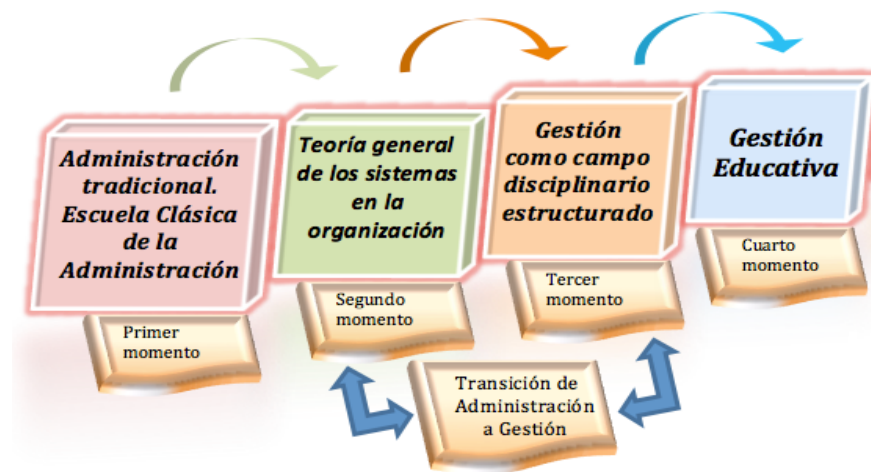 Administración
tradicional.
Escuela Clásica
de la
Administración
Teoría general
de los sistemas
en la
organización
Gestión
como campo
disciplinario
estructurado
Gestión
Educativa
Primer
momento
Segundo
momento
Tercer
momento
Cuarto
momento
Transición de
Administración
a Gestión